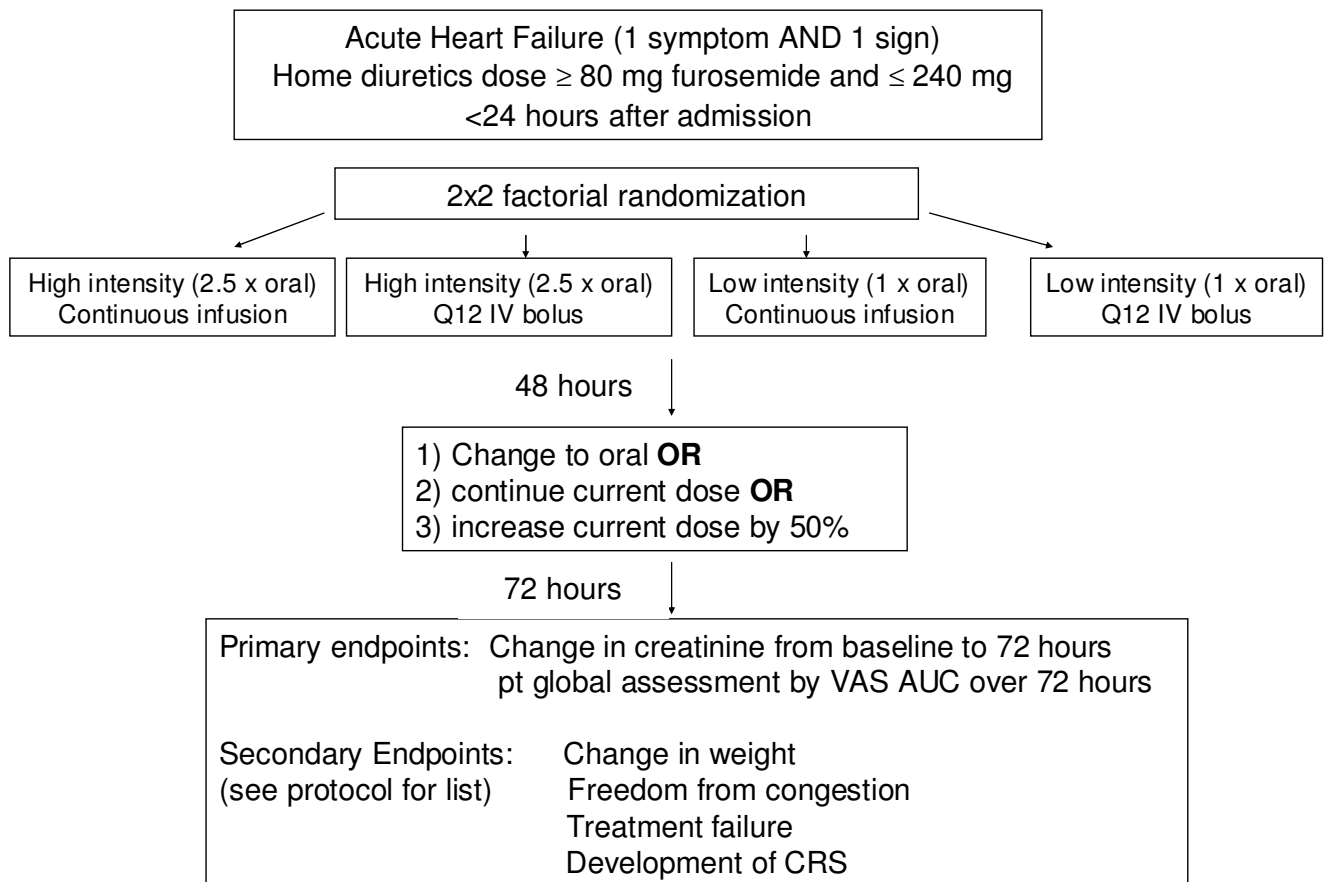 Acute Heart Failure (1 symptom AND 1 sign)
Home diuretics dose ≥ 80 mg furosemide and ≤ 240 mg
<24 hours after admission
2x2 factorial randomization
High intensity (2.5 x oral)
Continuous infusion
High intensity (2.5 x oral)
Q12 IV bolus
Low intensity (1 x oral)
Continuous infusion
Low intensity (1 x oral)
Q12 IV bolus
48 hours
1) Change to oral OR
2) continue current dose OR
3) increase current dose by 50%
72 hours
Primary endpoints: Change in creatinine from baseline to 72 hours
pt global assessment by VAS AUC over 72 hours
Secondary Endpoints: Change in weight
(see protocol for list) Freedom from congestion
Treatment failure
Development of CRS